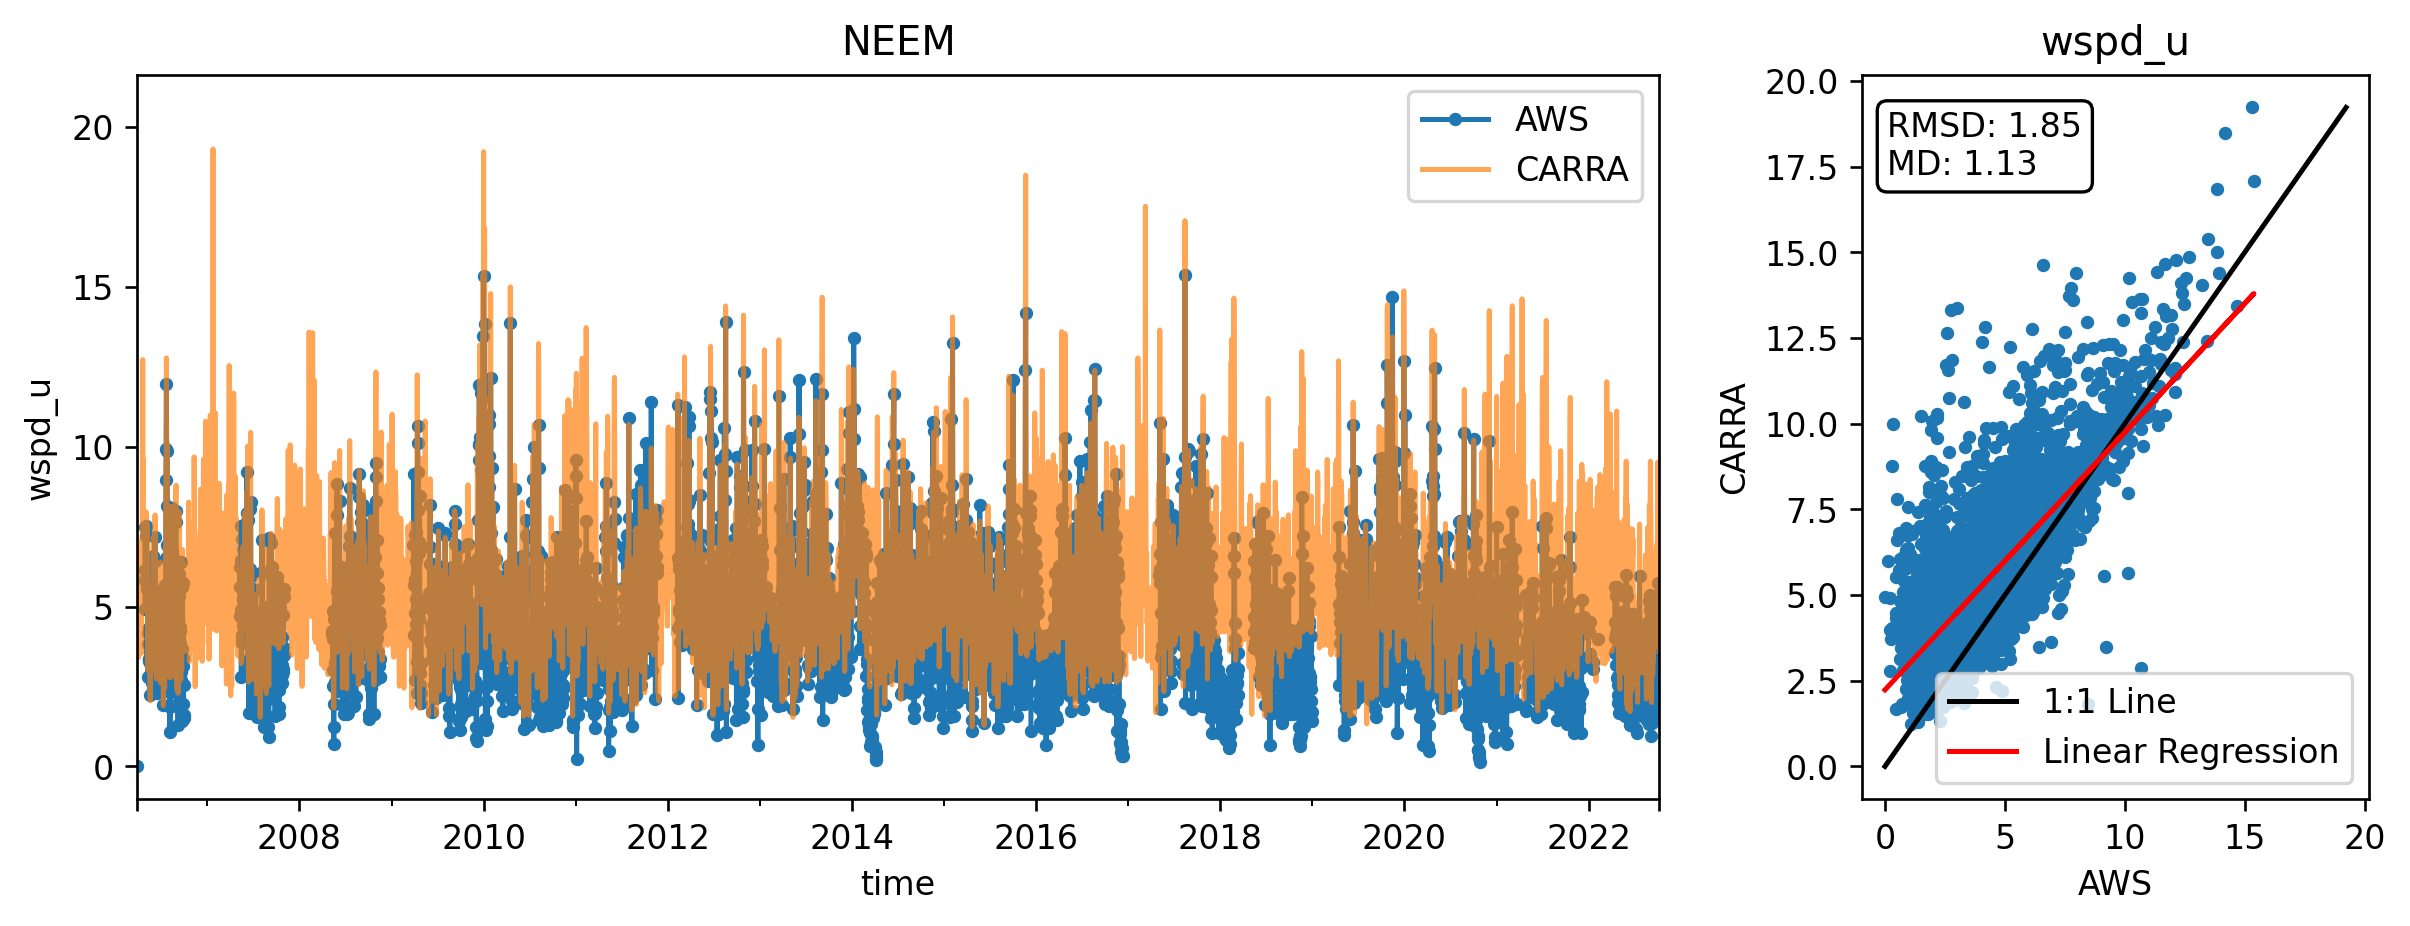 NEEM
wspd_u
20
15
10
5
0
AWS
CARRA
2008
2010
2012
2014
2016
2018
2020
2022
time
wspd_u
CARRA
20.0
17.5
15.0
12.5
10.0
7.5
5.0
2.5
0.0
RMSD: 1.85
MD: 1.13
1:1 Line
Linear Regression
0
5
10
15
20
AWS